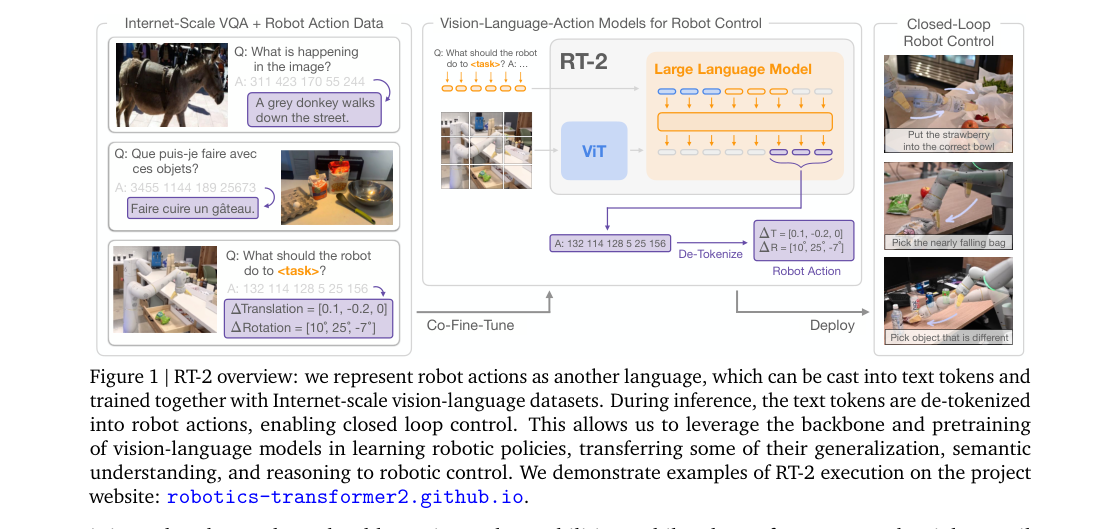 Internet-Scale VQA + Robot Action Data
Q: What is happening
in the image?
A: 311 423 170 55 244
A grey donkey walks
down the street.
Q: Que puis-je faire avec
ces objets?
A: 3455 1144 189 25673
Faire cuire un gâteau.
Q: What should the robot
do to <task>?
A: 132 114 128 5 25 156
ΔTranslation = [0.1, -0.2, 0]
ΔRotation = [10°, 25°, -7°]
Co-Fine-Tune
Vision-Language-Action Models for Robot Control
Q: What should the robot
do to <task>? A: …
RT-2
Large Language Model
ViT
A: 132 114 128 5 25 156
De-Tokenize
Δ T = [0.1, -0.2, 0]
Δ R = [10°, 25°, -7°]
Robot Action
Deploy
Closed-Loop
Robot Control
Put the strawberry
into the correct bowl
Pick the nearly falling bag
Pick object that is different
Figure 1 | RT-2 overview: we represent robot actions as another language, which can be cast into text tokens and
trained together with Internet-scale vision-language datasets. During inference, the text tokens are de-tokenized
into robot actions, enabling closed loop control. This allows us to leverage the backbone and pretraining
of vision-language models in learning robotic policies, transferring some of their generalization, semantic
understanding, and reasoning to robotic control. We demonstrate examples of RT-2 execution on the project
website: robotics-transformer2.github.io.